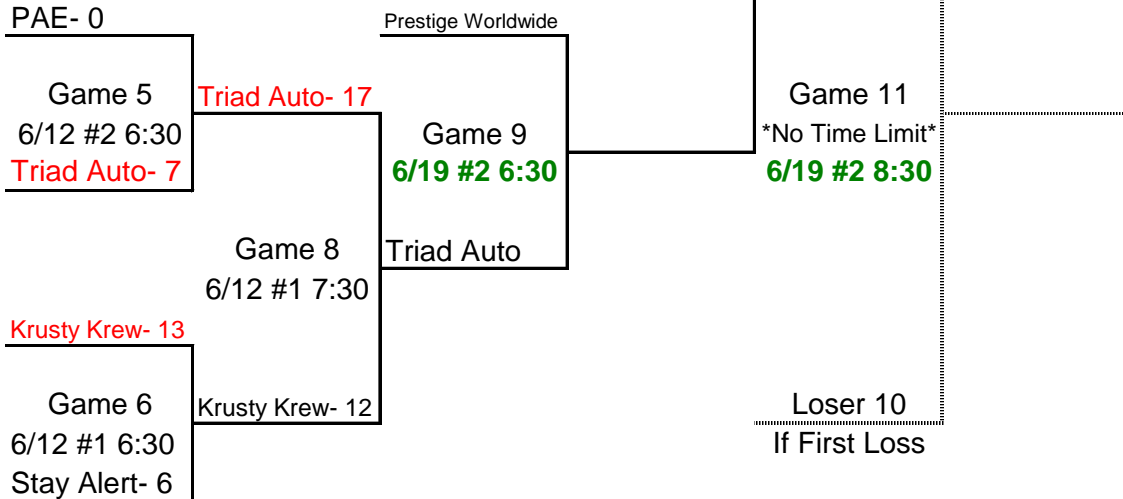 PAE- 0
Game 5
6/12 #2 6:30
Triad Auto- 7
Triad Auto- 17
Game 8
6/12 #1 7:30
Krusty Krew- 13
Game 6
6/12 #1 6:30
Stay Alert- 6
Krusty Krew- 12
Prestige Worldwide
Game 9
6/19 #2 6:30
Triad Auto
Game 11
*No Time Limit*
6/19 #2 8:30
Loser 10
If First Loss